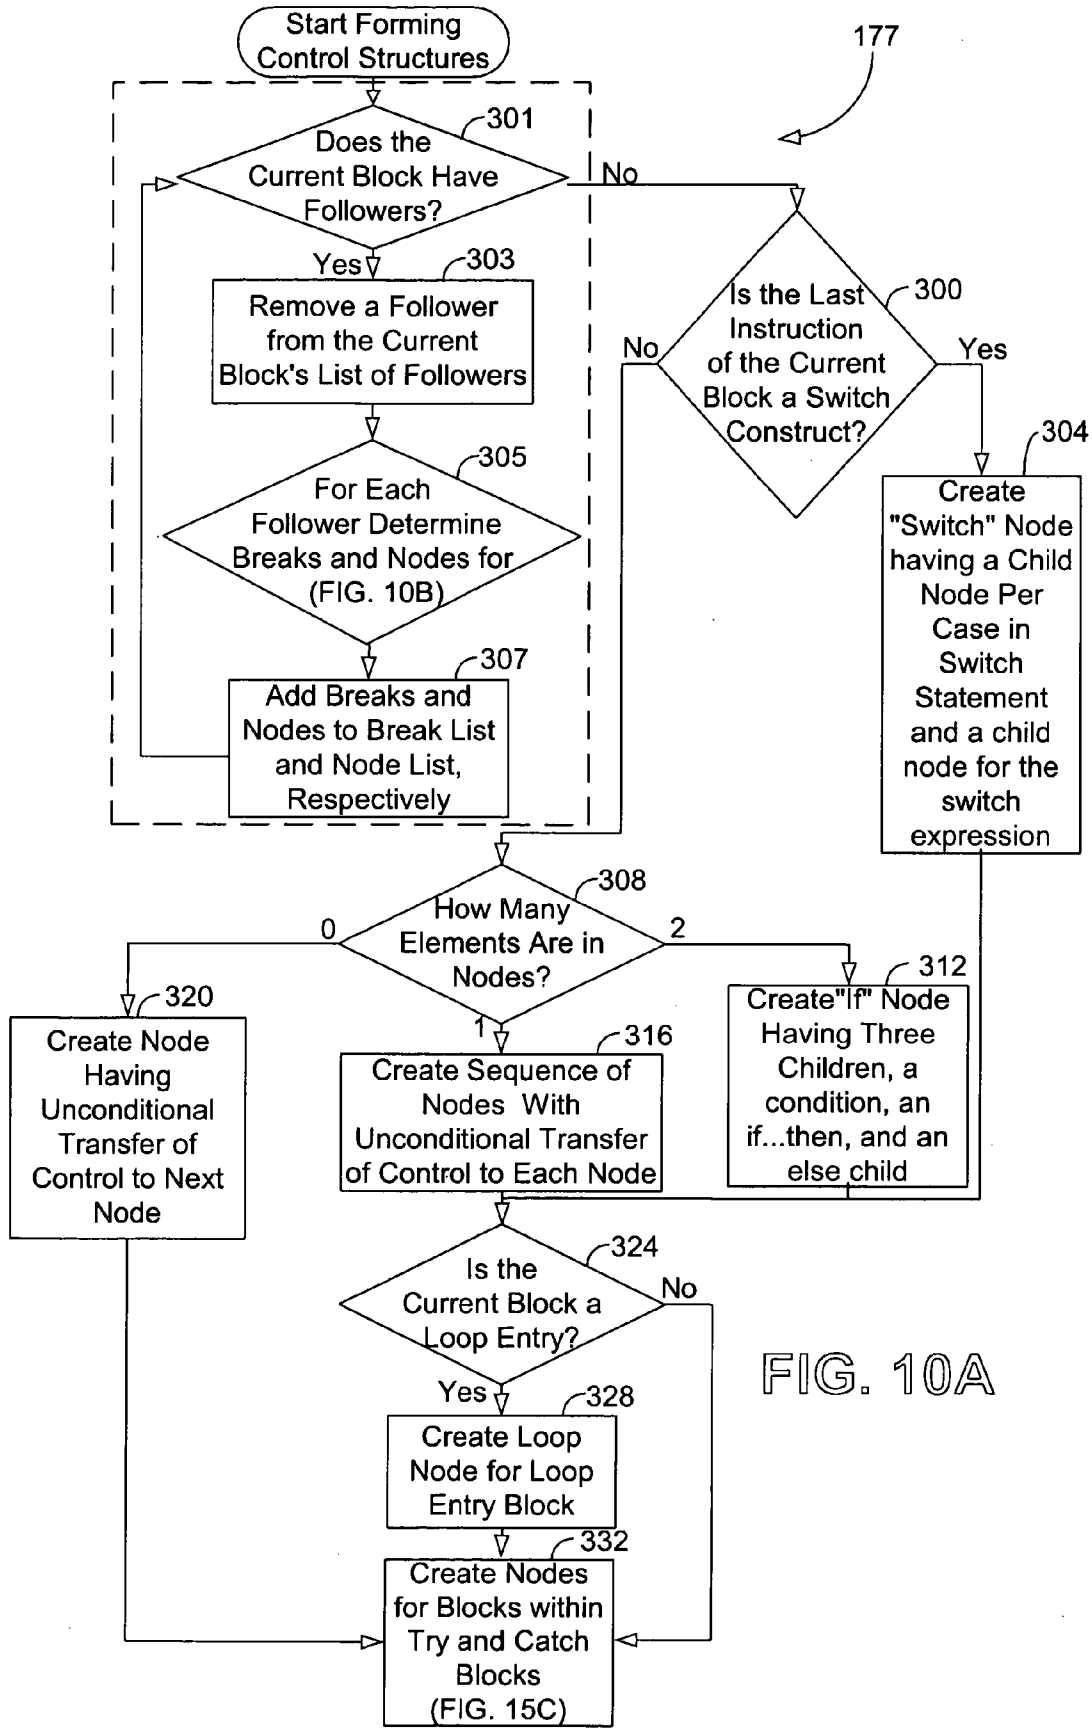 Start Forming
Control Structures
177
301
Does the
Current Block Have
Followers?
No
Yes
303
Remove a Follower
from the Current
Block's List of Followers
300
Is the Last
Instruction
of the Current
Block a Switch
Construct?
No
Yes
305
For Each
Follower Determine
Breaks and Nodes for
(FIG. 10B)
304
Create
"Switch" Node
having a Child
Node Per
Case in
Switch
Statement
and a child
node for the
switch
expression
307
Add Breaks and
Nodes to Break List
and Node List,
Respectively
308
How Many
Elements Are in
Nodes?
0
2
1
320
Create Node
Having
Unconditional
Transfer of
Control to Next
Node
316
Create Sequence of
Nodes With
Unconditional Transfer
of Control to Each Node
312
Create"If" Node
Having Three
Children, a
condition, an
if...then, and an
else child
324
Is the
Current Block a
Loop Entry?
No
Yes
FIG. 10A
328
Create Loop
Node for Loop
Entry Block
332
Create Nodes
for Blocks within
Try and Catch
Blocks
(FIG. 15C)